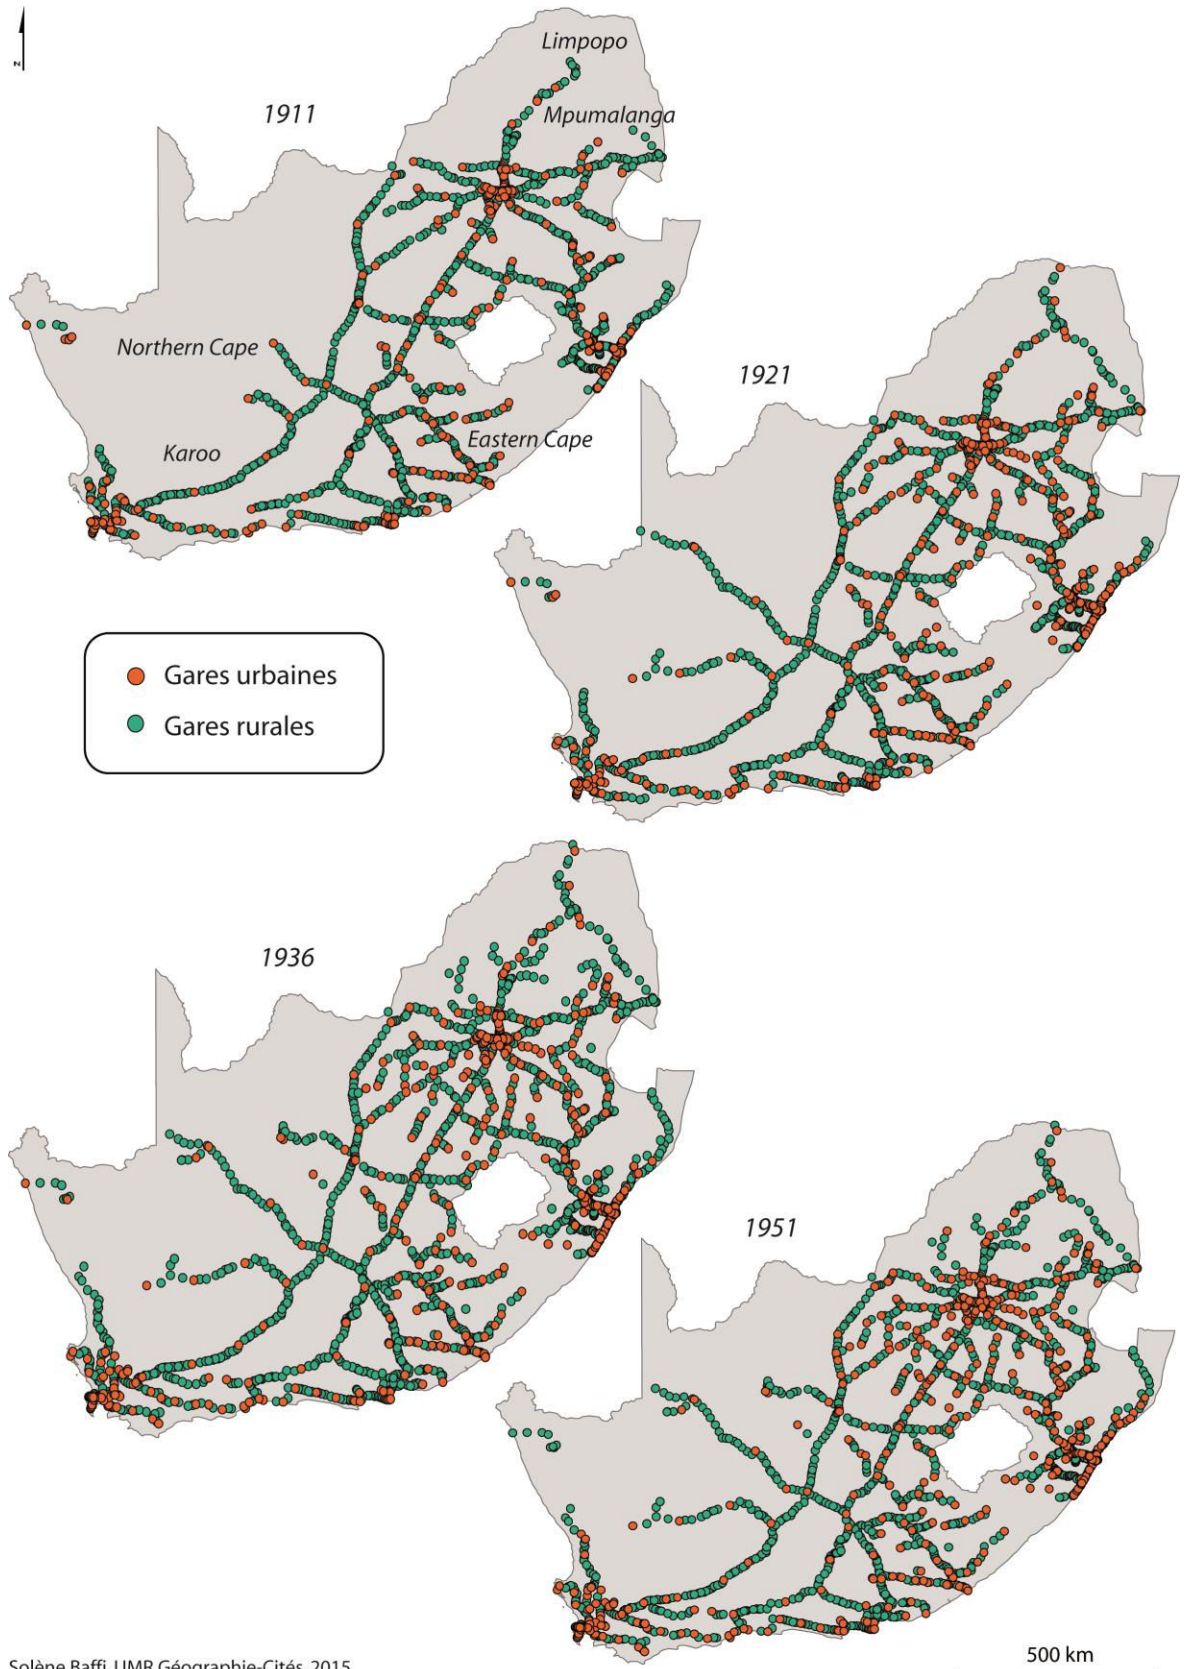 z
Limpopo
1911
Mpumalanga
Northern Cape
1921
Eastern Cape
Karoo
Gares urbaines
Gares rurales
1936
1951
500 km
Solène Baffi, UMR Géographie-Cités, 2015